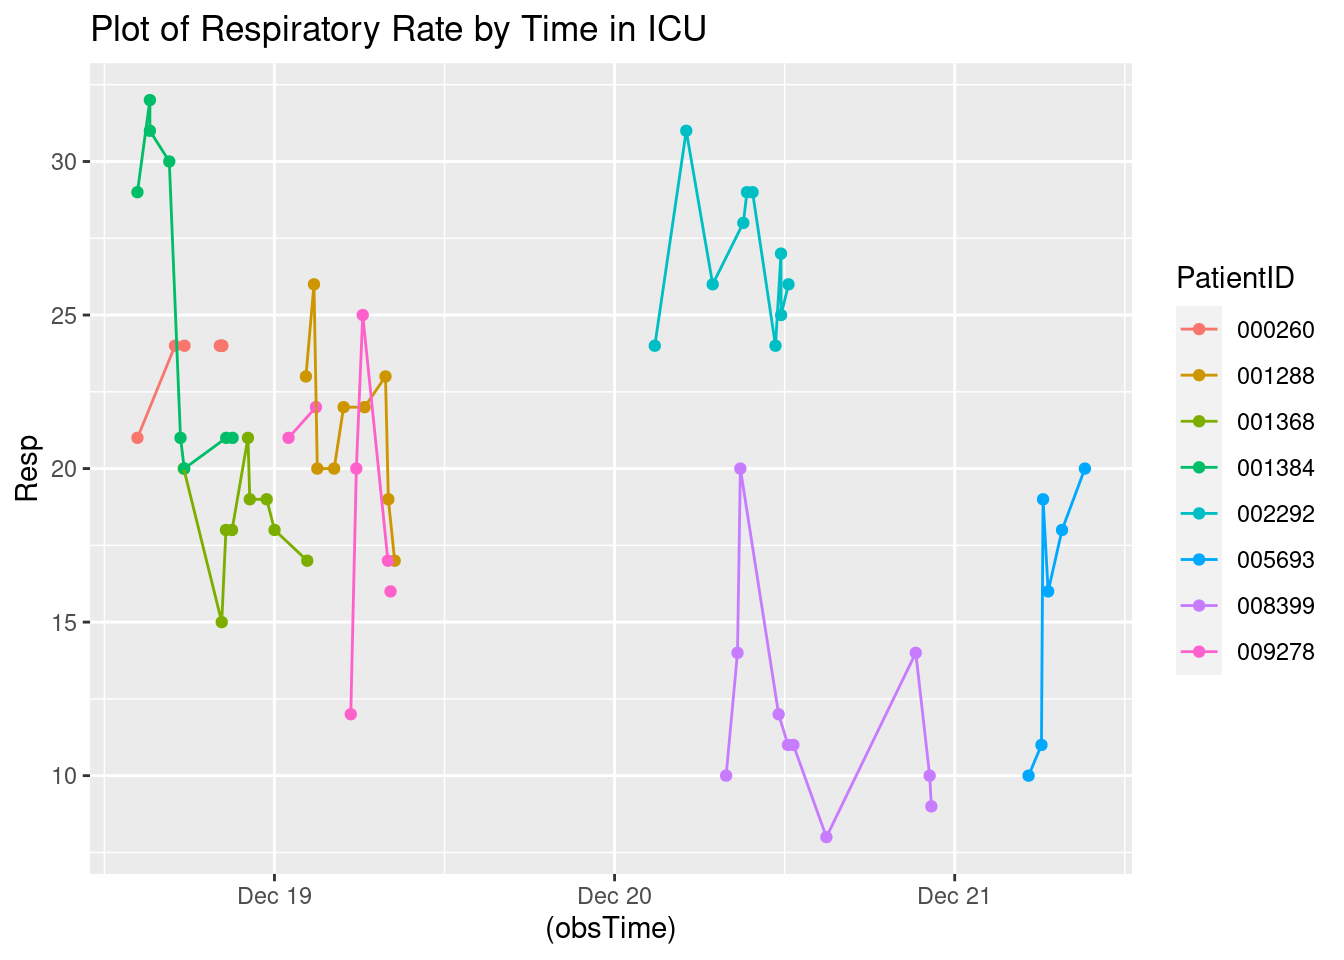 Plot of Respiratory Rate by Time in ICU
Resp
30
25
20
15
10
Dec 19 Dec 20 Dec 21
(obsTime)
PatientID
000260
001288
001368
001384
002292
005693
008399
009278